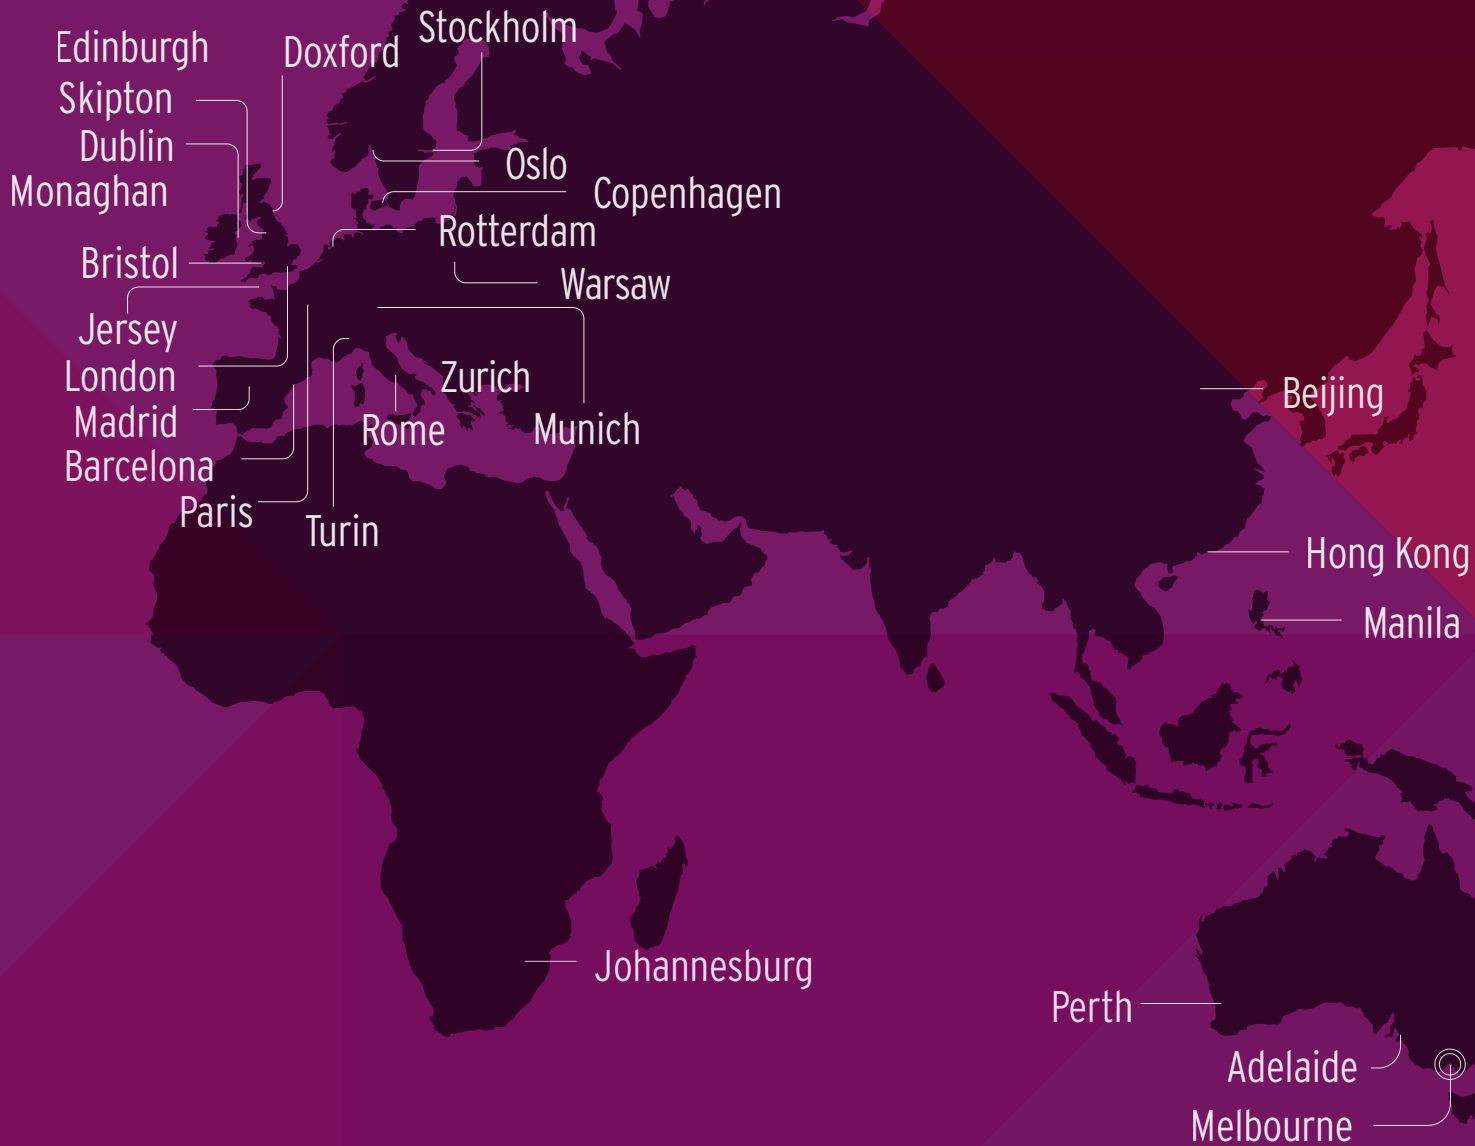 Stockholm
Edinburgh
Doxford
Skipton
Dublin
Oslo
Monaghan
Copenhagen
Rotterdam
Bristol
Warsaw
Jersey
London
Zurich
Beijing
Madrid
Rome
Munich
Barcelona
Paris
Turin
Hong Kong
Manila
Johannesburg
Perth
Adelaide
Melbourne